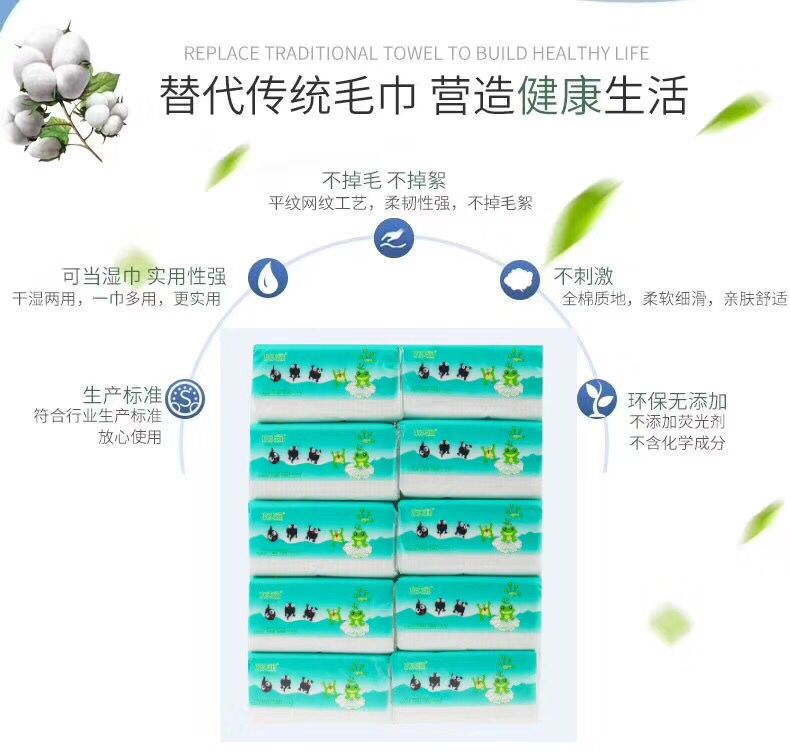 REPLACE TRADITIONAL TOWEL TO BUILD HEALTHY LIFE
替代传统毛巾 营造健康生活
不掉毛 不掉絮
平纹网纹工艺，柔韧性强，不掉毛絮
可当湿巾 实用性强
干湿两用，一巾多用，更实用
不刺激
全棉质地，柔软细滑，亲肤舒适
生产标准
符合行业生产标准
放心使用
S
环保无添加
不添加荧光剂
不含化学成分